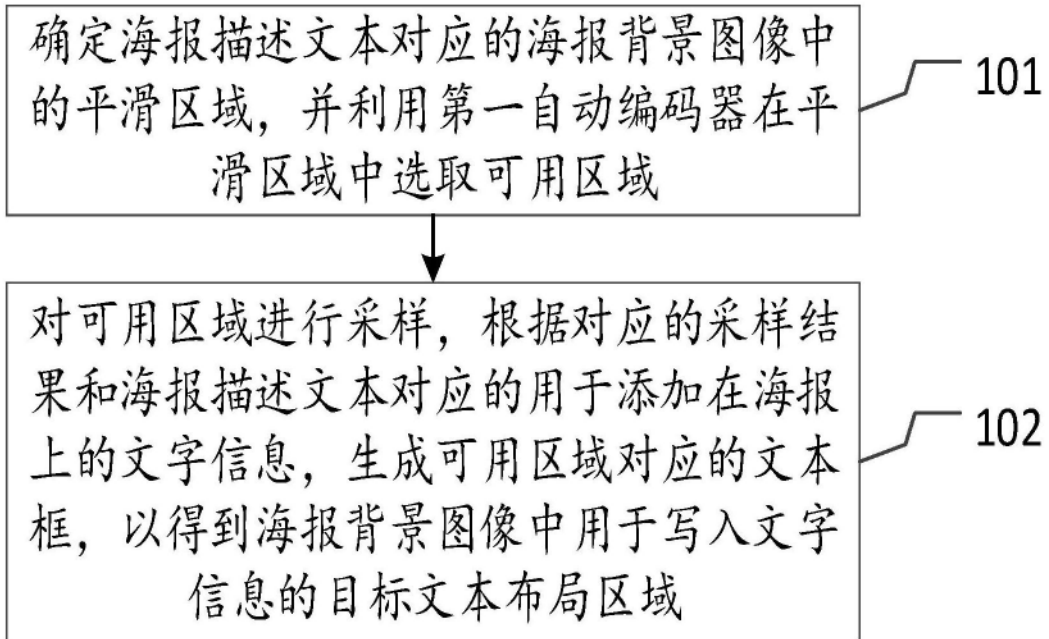 确定海报描述文本对应的海报背景图像中
的平滑区域，并利用第一自动编码器在平
滑区域中选取可用区域
101
对可用区域进行采样，根据对应的采样结
果和海报描述文本对应的用于添加在海报
上的文字信息，生成可用区域对应的文本
框，以得到海报背景图像中用于写入文字
信息的目标文本布局区域
102